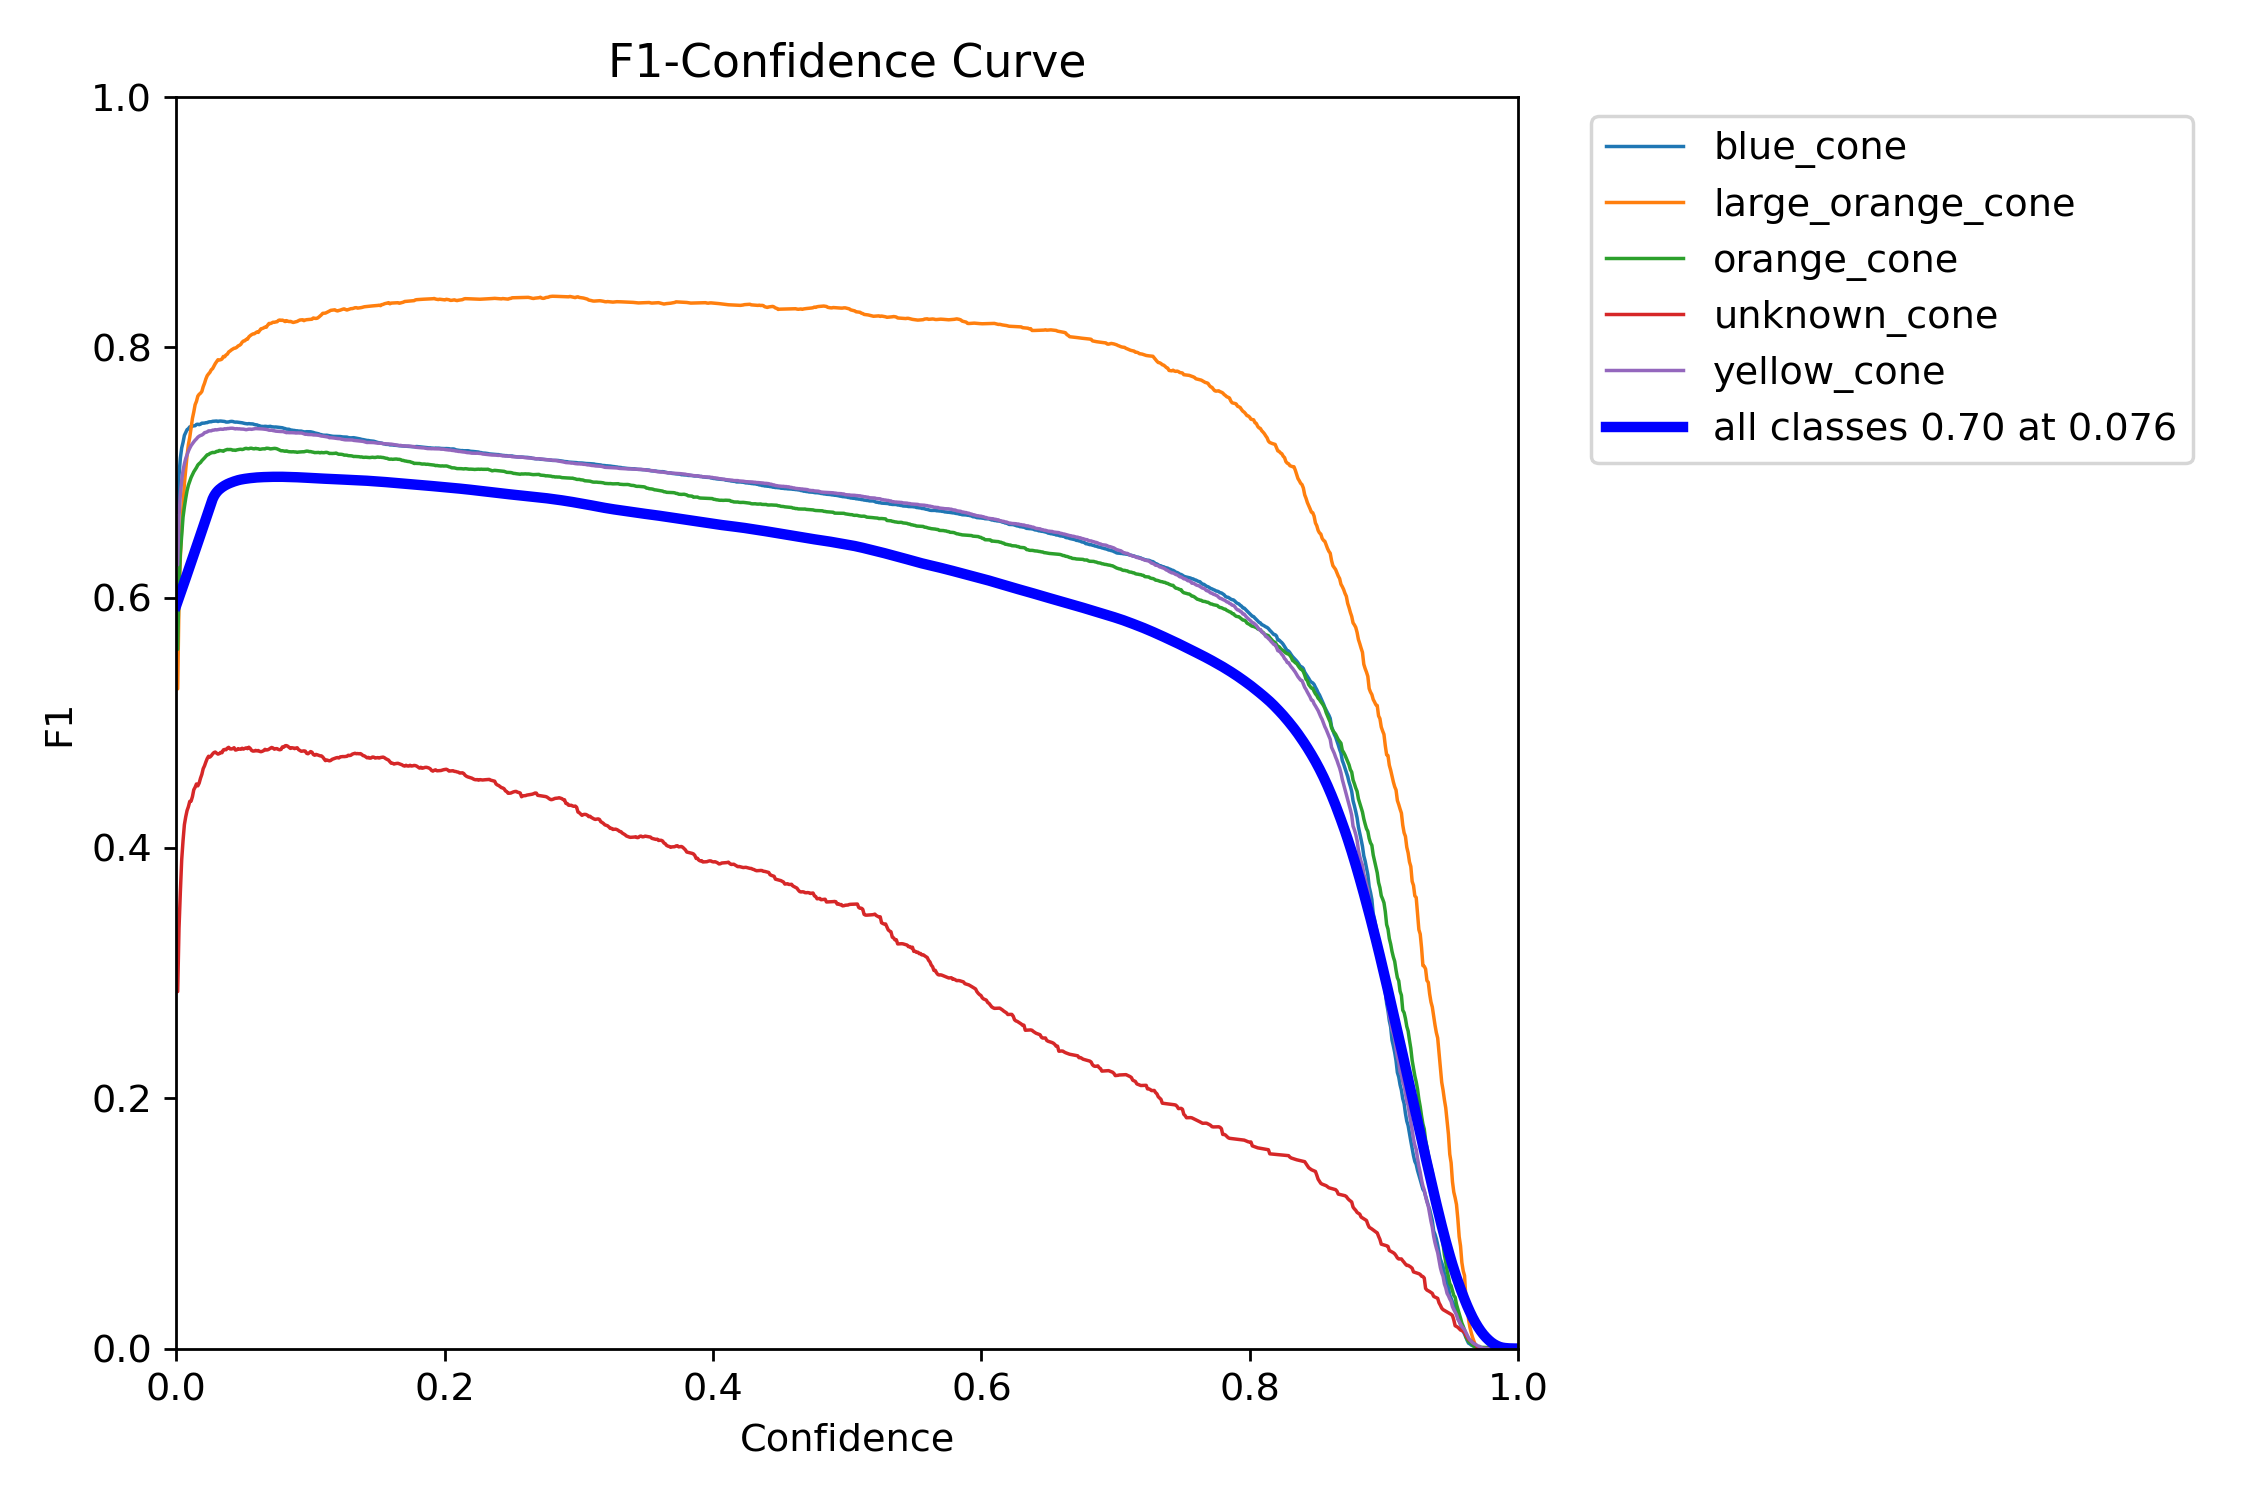 F1-Confidence Curve
1.0
0.8
0.6
0.4
0.2
0.0
F1
0.0 0.2 0.4 0.6 0.8 1.0
Confidence
blue_cone
large_orange_cone
orange_cone
unknown_cone
yellow_cone
all classes 0.70 at 0.076